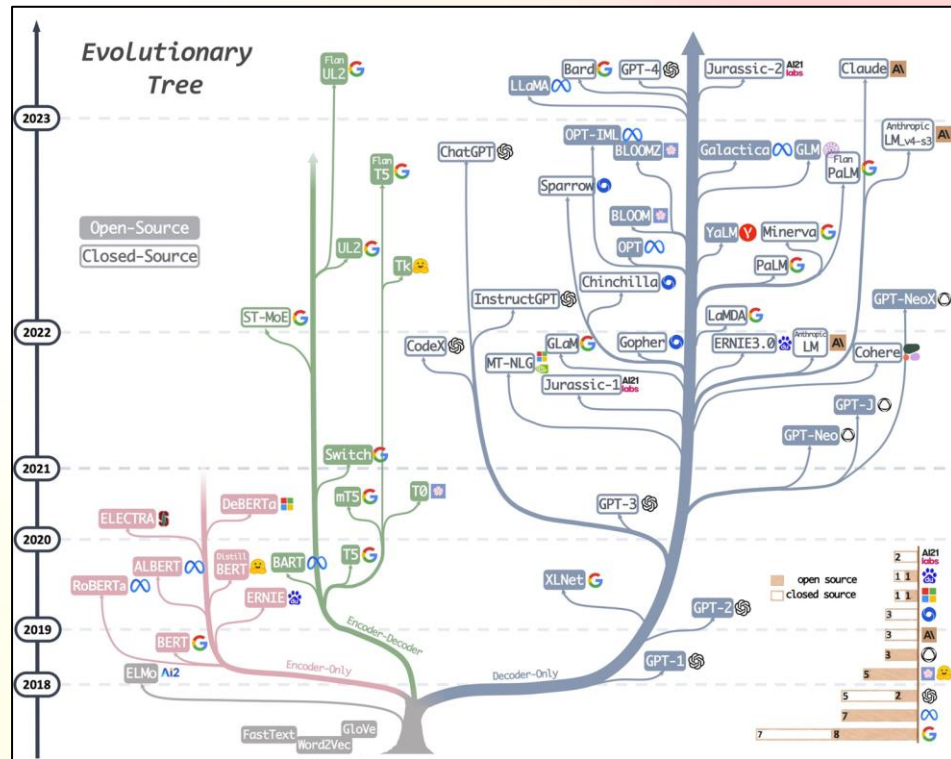 Evolutionary
Tree
2023
2022
2021
2020
2019
2018
Open-Source
Closed-Source
Flan
UL2
Flan
T5
UL2
Tk
ST-MoE
Switch
mT5
T0
T5
BART
Encoder-Decoder
DeBERTa
ELECTRA
ALBERT
Distill
BERT
RoBERTa
ERNIE
BERT
Encoder-Only
ELMo
AI2
FastText
Word2Vec
GloVe
Bard
GPT-4
Jurassic-2
AI21
labs
Claude
A\
LLaMA
Anthropic
LM_v4-s3
A\
OPT-IML
BLOOMZ
Galactica
GLM
Flan
PaLM
ChatGPT
Sparrow
BLOOM
OPT
YaLM
Y
Minerva
PaLM
Chinchilla
InstructGPT
GPT-NeoX
LaMDA
CodeX
GLaM
Gopher
ERNIE3.0
Anthropic
LM
A\
Cohere
MT-NLG
Jurassic-1
AI21
labs
GPT-J
GPT-Neo
GPT-3
XLNet
GPT-2
GPT-1
Decoder-Only
open source
closed source
2
AI21
labs
1 1
1 1
3
3
A\
3
5
5 2
7
7 8